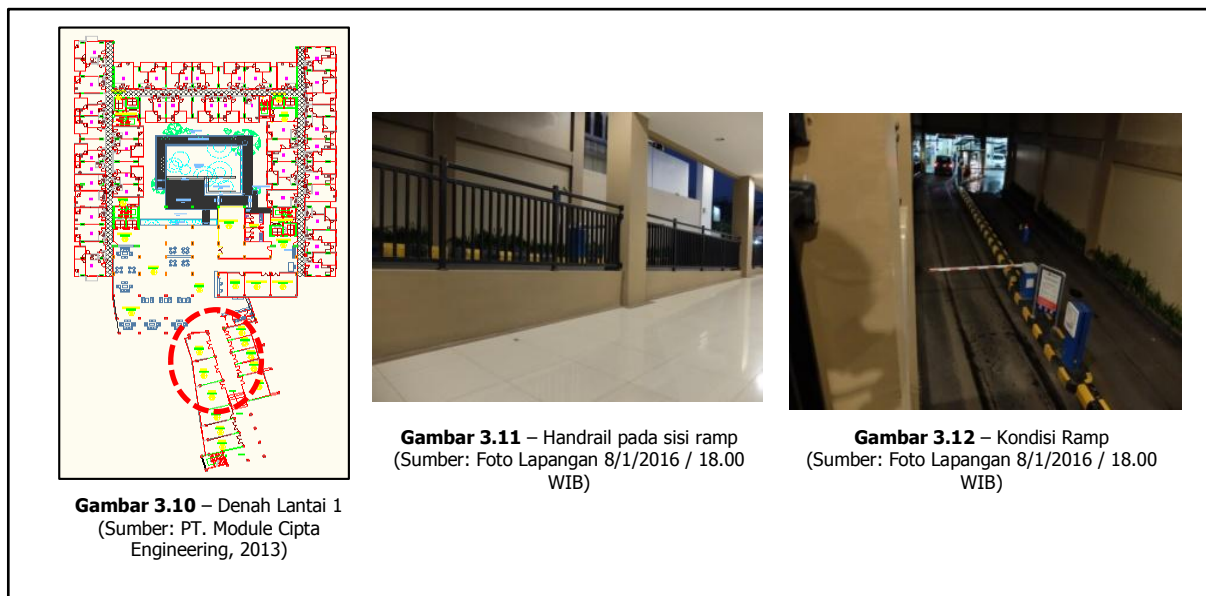 Gambar 3.10 – Denah Lantai 1
(Sumber: PT. Module Cipta
Engineering, 2013)
Gambar 3.11 – Handrail pada sisi ramp
(Sumber: Foto Lapangan 8/1/2016 / 18.00
WIB)
Gambar 3.12 – Kondisi Ramp
(Sumber: Foto Lapangan 8/1/2016 / 18.00
WIB)